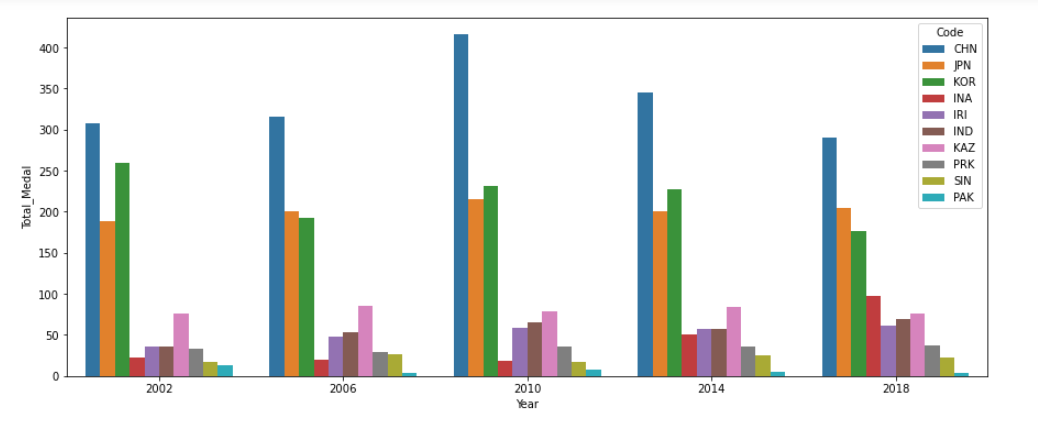 Code
CHN
JPN
KOR
INA
IRI
IND
KAZ
PRK
SIN
PAK
Total_Medal
400
350
300
250
200
150
100
50
0
2002 2006 2010 2014 2018
Year